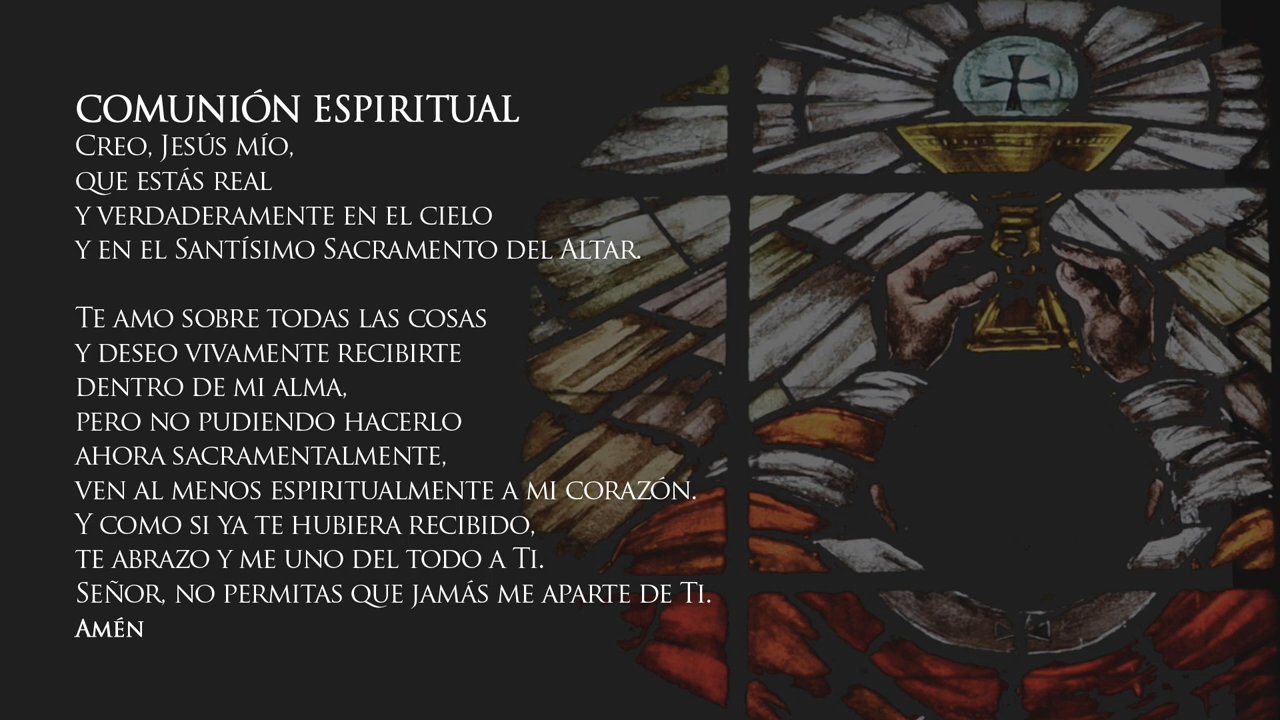 COMUNIÓN ESPIRITUAL
CREO, JESÚS MÍO,
QUE ESTÁS REAL
Y VERDADERAMENTE EN EL CIELO
Y EN EL SANTÍSIMO SACRAMENTO DEL ALTAR.
TE AMO SOBRE TODAS LAS COSAS
Y DESEO VIVAMENTE RECIBIRTE
DENTRO DE MI ALMA,
PERO NO PUDIENDO HACERLO
AHORA SACRAMENTALMENTE,
VEN AL MENOS ESPIRITUALMENTE A MI CORAZÓN.
Y COMO SI YA TE HUBIERA RECIBIDO,
TE ABRAZO Y ME UNO DEL TODO A TI.
SEÑOR, NO PERMITAS QUE JAMÁS ME APARTE DE TI.
AMÉN